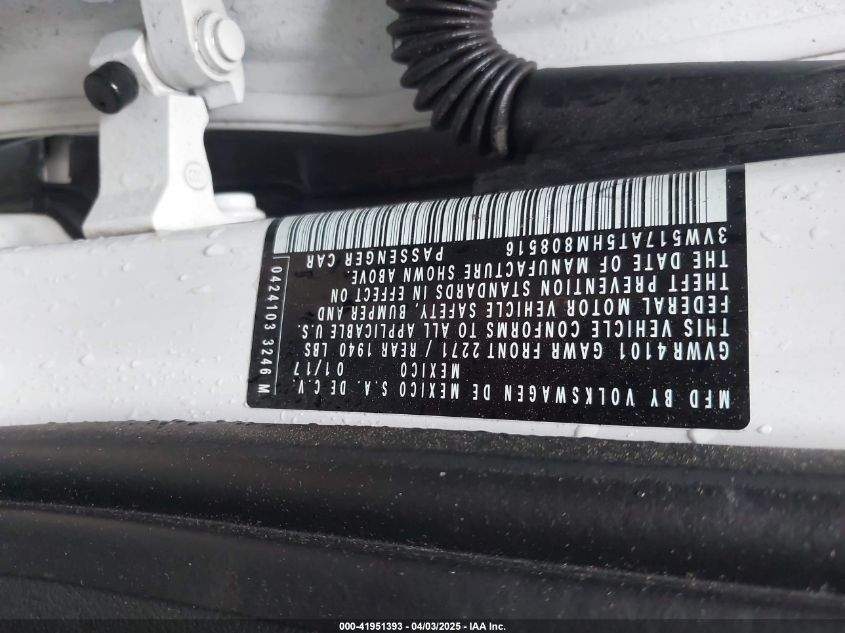 MFD BY VOLKSWAGEN DE MEXICO S.A. DE C.V.
MEXICO 01/17
GVWR4101 GAWR FRONT 2271 / REAR 1940 LBS
THIS VEHICLE CONFORMS TO ALL APPLICABLE U.S.
FEDERAL MOTOR VEHICLE SAFETY, BUMPER AND
THEFT PREVENTION STANDARDS IN EFFECT ON
THE DATE OF MANUFACTURE SHOWN ABOVE.
3VW517AT5HM808516 PASSENGER CAR
0424103 3246 M
000-41951393 - 04/03/2025 - IAA Inc.